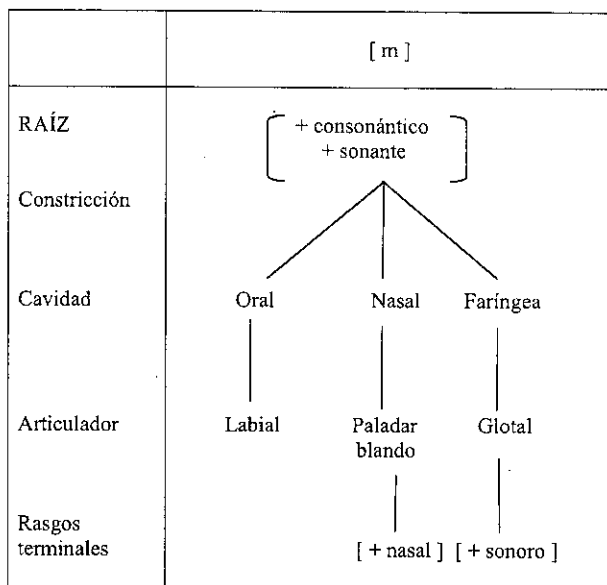 [ m ]
RAÍZ
+ consonántico
+ sonante
Constricción
Cavidad Oral Nasal Faríngea
Articulador Labial Paladar blando Glotal
Rasgos terminales [ + nasal ] [ + sonoro ]